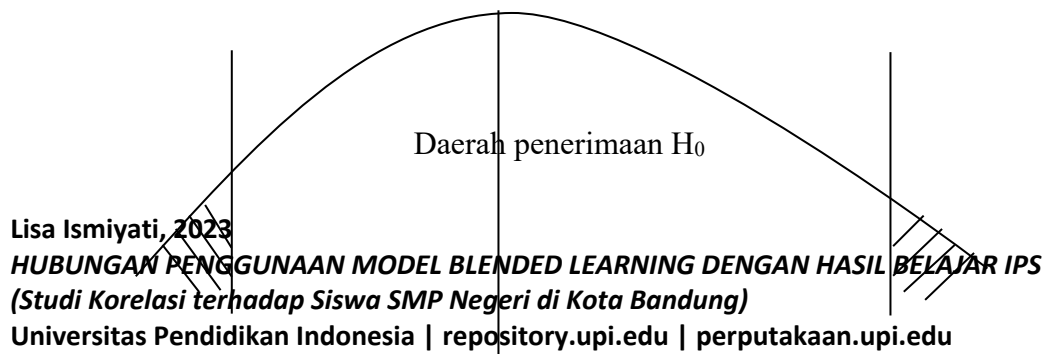 Daerah penerimaan H₀
Lisa Ismiyati, 2023
HUBUNGAN PENGGUNAAN MODEL BLENDED LEARNING DENGAN HASIL BELAJAR IPS
(Studi Korelasi terhadap Siswa SMP Negeri di Kota Bandung)
Universitas Pendidikan Indonesia | repository.upi.edu | perputakaan.upi.edu